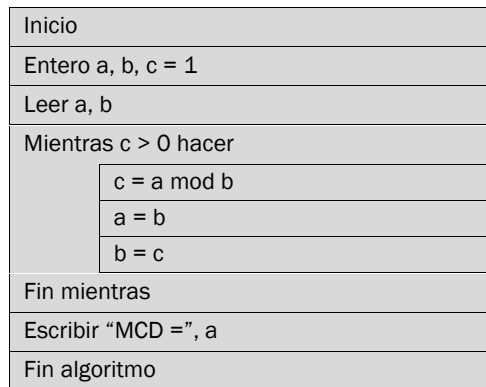 Inicio
Entero a, b, c = 1
Leer a, b
Mientras c > 0 hacer
c = a mod b
a = b
b = c
Fin mientras
Escribir “MCD =”, a
Fin algoritmo